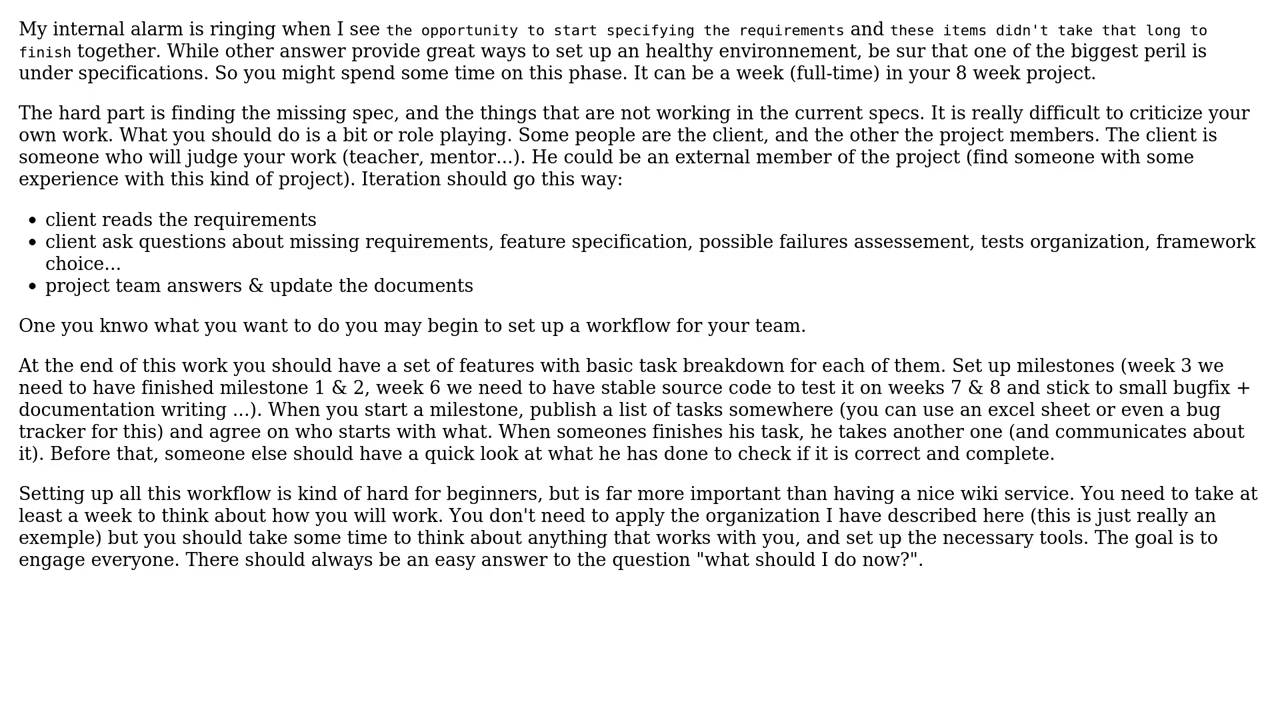 My internal alarm is ringing when I see the opportunity to start specifying the requirements and these items didn't take that long to
finish together. While other answer provide great ways to set up an healthy environnement, be sur that one of the biggest peril is
under specifications. So you might spend some time on this phase. It can be a week (full-time) in your 8 week project.
The hard part is finding the missing spec, and the things that are not working in the current specs. It is really difficult to criticize your
own work. What you should do is a bit or role playing. Some people are the client, and the other the project members. The client is
someone who will judge your work (teacher, mentor...). He could be an external member of the project (find someone with some
experience with this kind of project). Iteration should go this way:
• client reads the requirements
• client ask questions about missing requirements, feature specification, possible failures assessement, tests organization, framework
choice...
• project team answers & update the documents
One you knwo what you want to do you may begin to set up a workflow for your team.
At the end of this work you should have a set of features with basic task breakdown for each of them. Set up milestones (week 3 we
need to have finished milestone 1 & 2, week 6 we need to have stable source code to test it on weeks 7 & 8 and stick to small bugfix +
documentation writing ...). When you start a milestone, publish a list of tasks somewhere (you can use an excel sheet or even a bug
tracker for this) and agree on who starts with what. When someones finishes his task, he takes another one (and communicates about
it). Before that, someone else should have a quick look at what he has done to check if it is correct and complete.
Setting up all this workflow is kind of hard for beginners, but is far more important than having a nice wiki service. You need to take at
least a week to think about how you will work. You don't need to apply the organization I have described here (this is just really an
exemple) but you should take some time to think about anything that works with you, and set up the necessary tools. The goal is to
engage everyone. There should always be an easy answer to the question "what should I do now?".